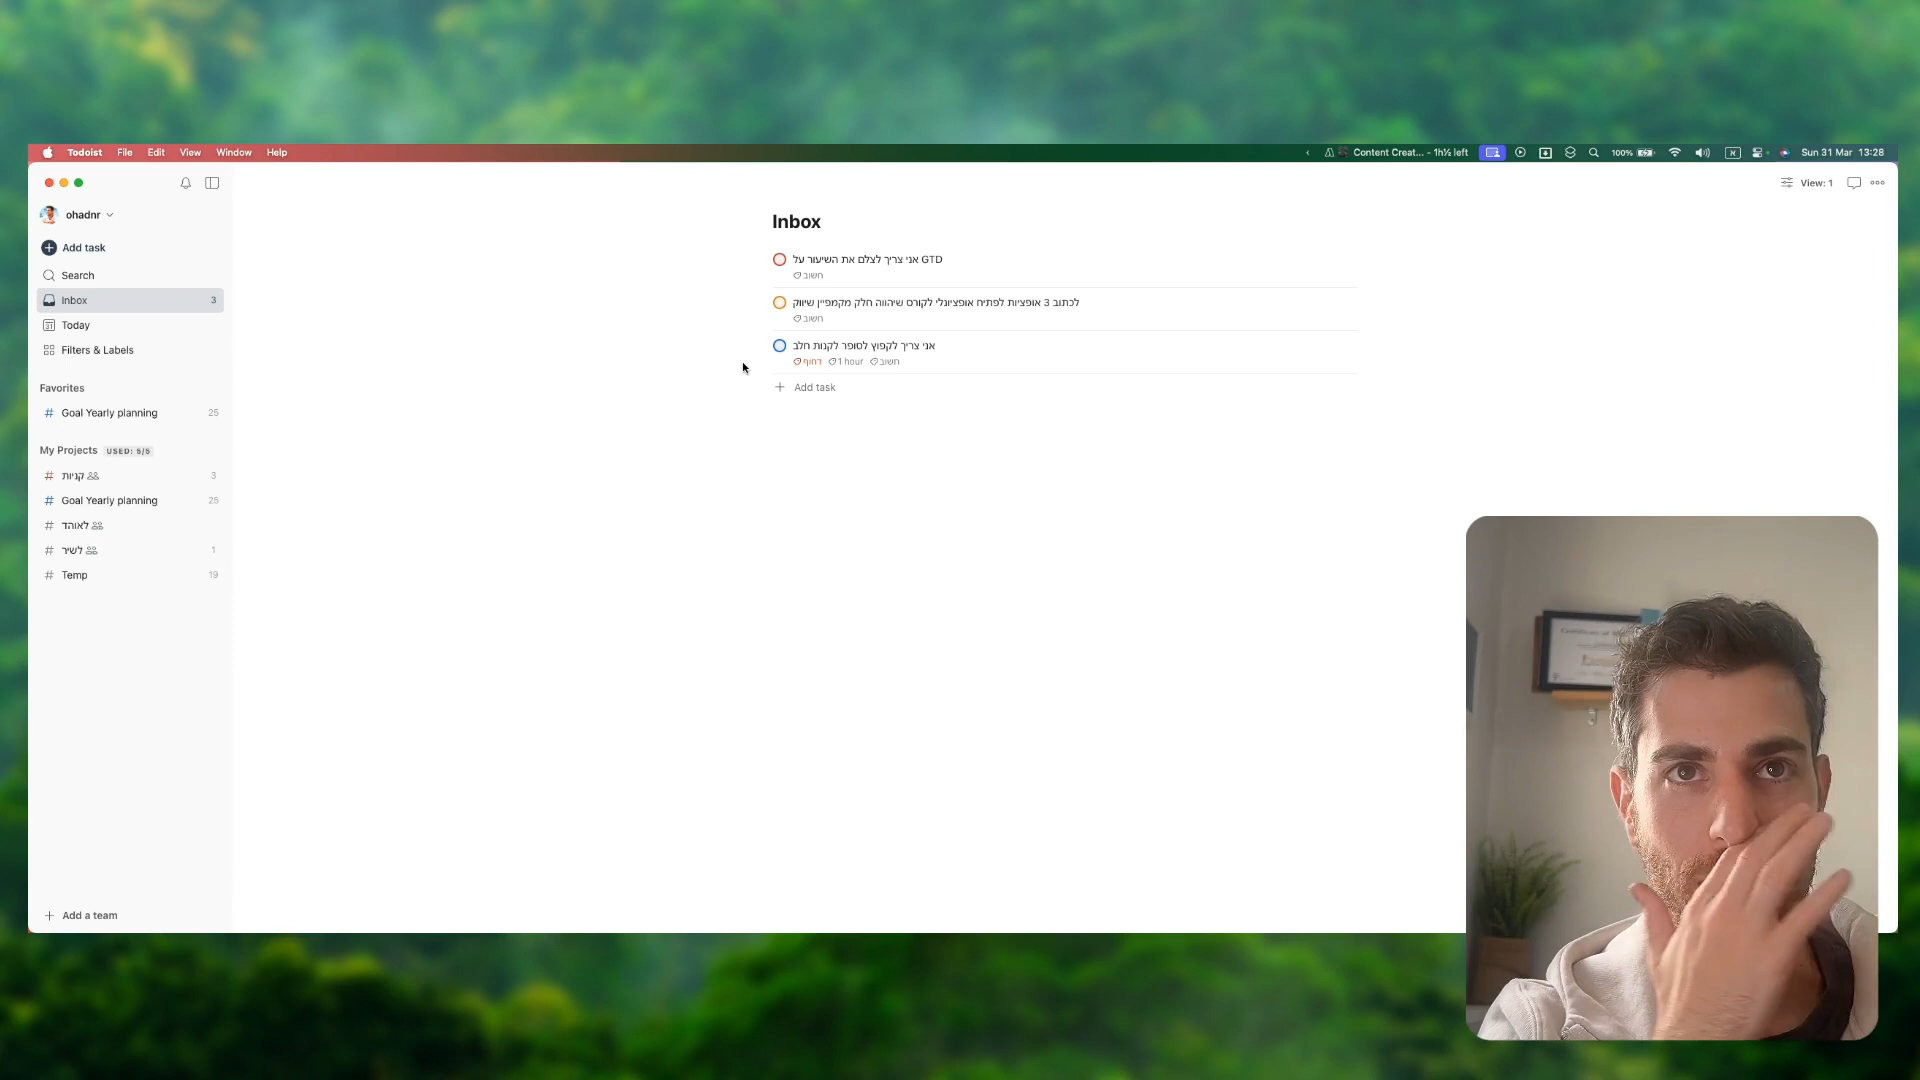 Todoist File Edit View Window Help
Content Creat... - 1h½ left 100% Sun 31 Mar 13:28
View: 1
ohadnr
Add task
Search
Inbox 3
Today
Filters & Labels
Favorites
Goal Yearly planning 25
My Projects USED: 5/5
קניות 3
Goal Yearly planning 25
לאוהד
לשיר 1
Temp 19
Add a team
Inbox
אני צריך לצלם את השיעור על GTD
חשוב
לכתוב 3 אופציות לפתיח אופציונלי לקורס שיהווה חלק מקמפיין שיווק
חשוב
אני צריך לקפוץ לסופר לקנות חלב
דחוף 1 hour חשוב
Add task